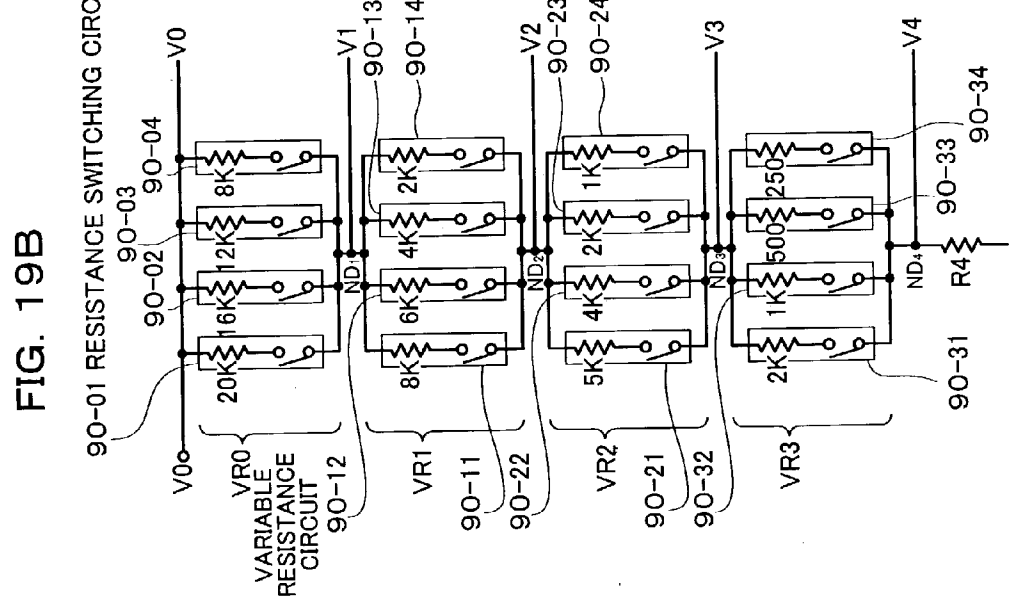 FIG. 19B
90-01 RESISTANCE SWITCHING CIRC
90-02
90-03
90-04
V0
V0
20K
16K
12K
8K
VR0
VARIABLE
RESISTANCE
CIRCUIT
ND1
V1
90-12
90-13
90-14
8K
6K
4K
2K
VR1
90-11
ND2
V2
90-22
90-23
90-24
5K
4K
2K
1K
VR2
90-21
ND3
V3
90-32
2K
1K
500
250
VR3
90-31
90-33
90-34
ND4
V4
R4